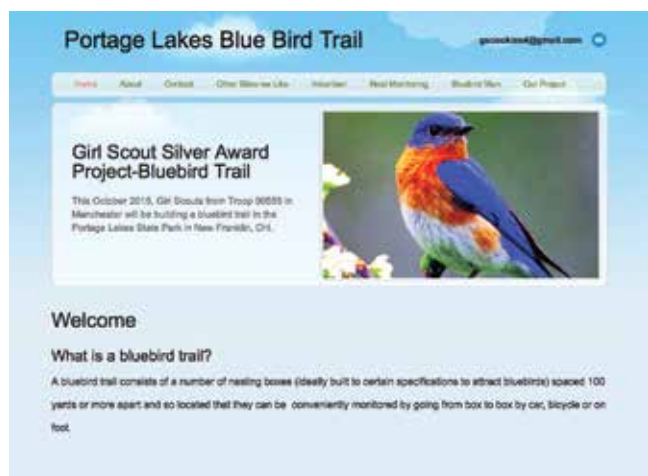 Portage Lakes Blue Bird Trail
Home About Contact Other Sites we Like Volunteer Nest Monitoring Bluebird Man Our Project
Girl Scout Silver Award
Project-Bluebird Trail
This October 2015, Girl Scouts from Troop in
Manchester will be building a bluebird trail in the
Portage Lakes State Park in New Franklin, OH.
Welcome
What is a bluebird trail?
A bluebird trail consists of a number of nesting boxes (ideally built to certain specifications to attract bluebirds) spaced 100
yards or more apart and so located that they can be conveniently monitored by going from box to box by car, bicycle or on
foot.